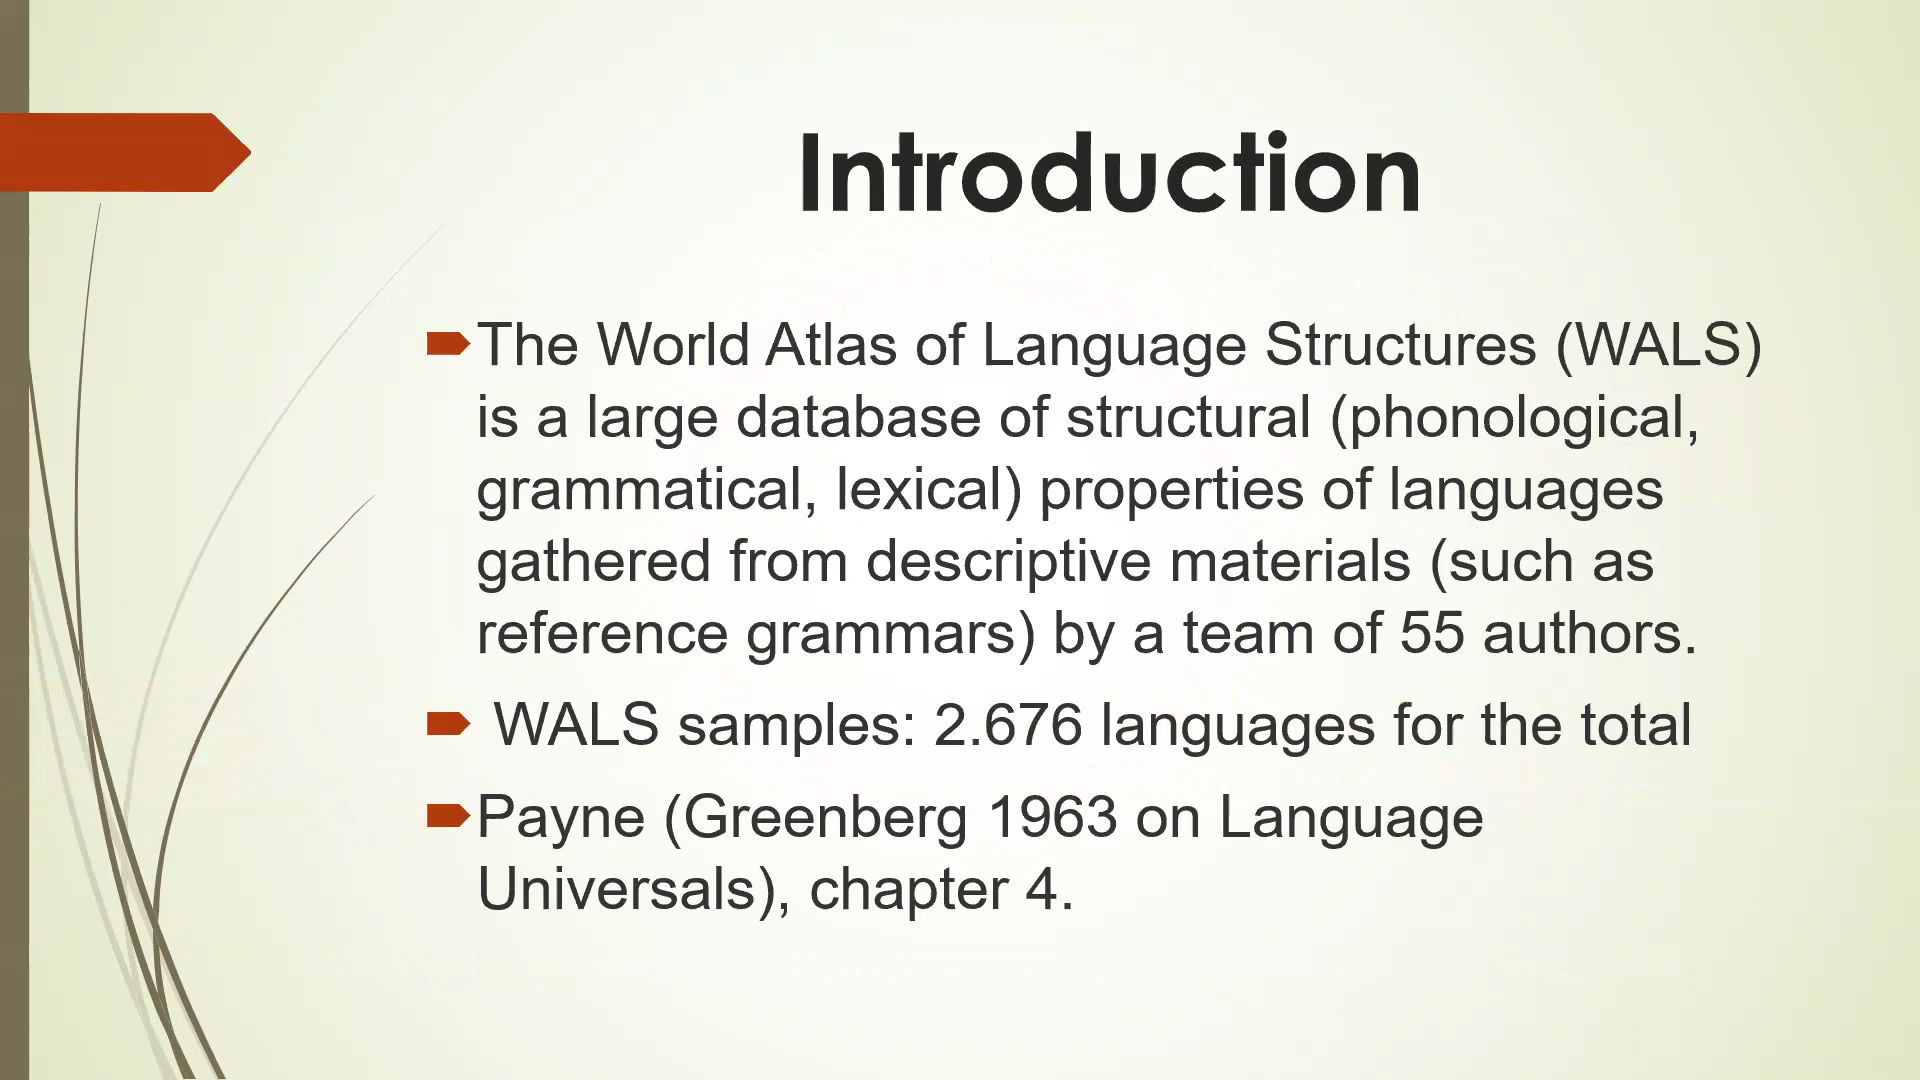 Introduction
The World Atlas of Language Structures (WALS)
is a large database of structural (phonological,
grammatical, lexical) properties of languages
gathered from descriptive materials (such as
reference grammars) by a team of 55 authors.
WALS samples: 2.676 languages for the total
Payne (Greenberg 1963 on Language
Universals), chapter 4.